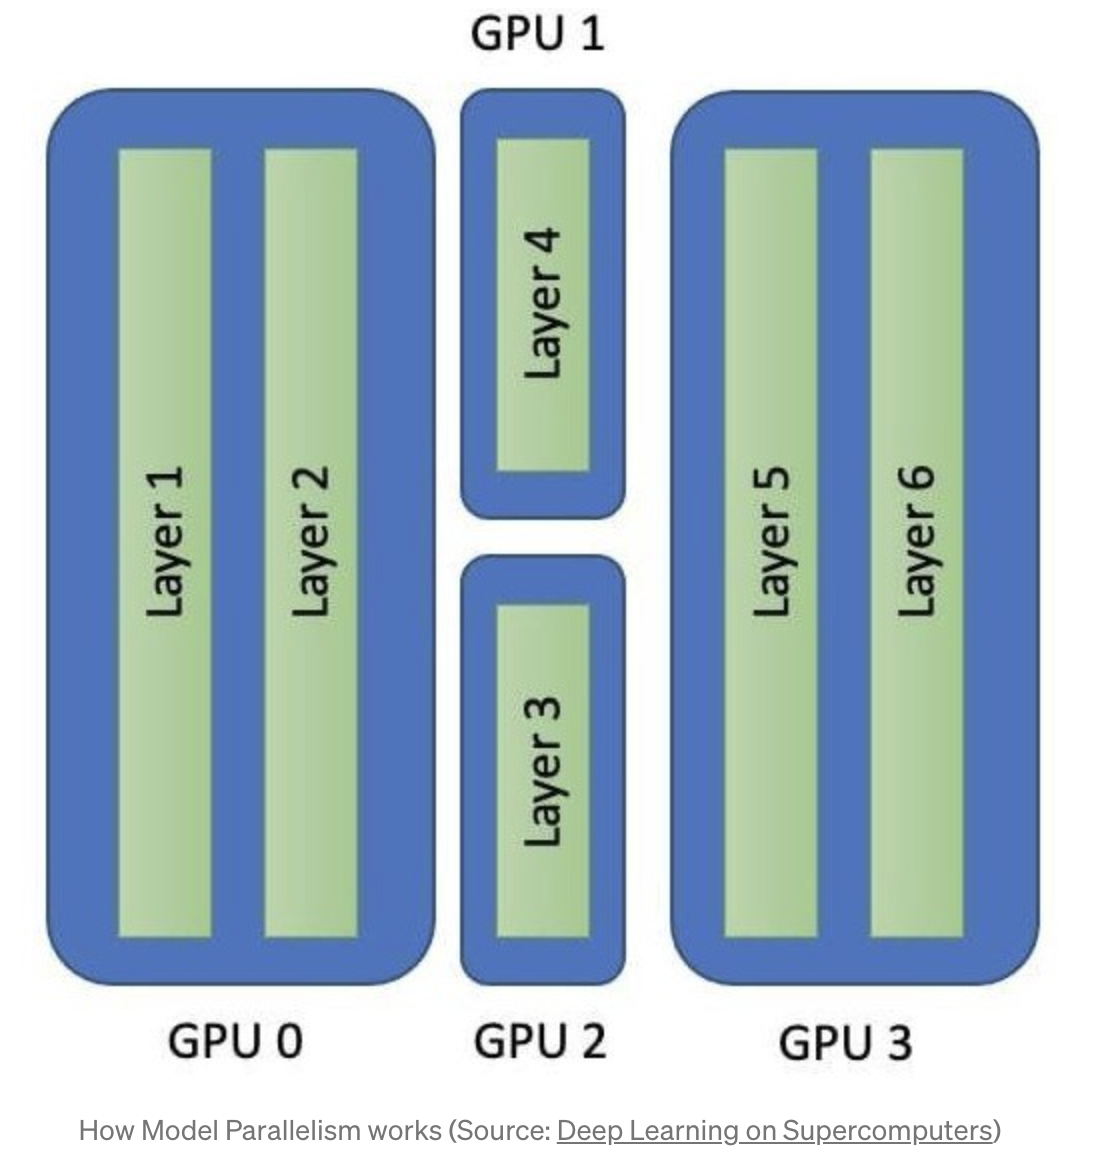 GPU 1
Layer 1
Layer 2
Layer 4
Layer 3
Layer 5
Layer 6
GPU 0
GPU 2
GPU 3
How Model Parallelism works (Source: Deep Learning on Supercomputers)